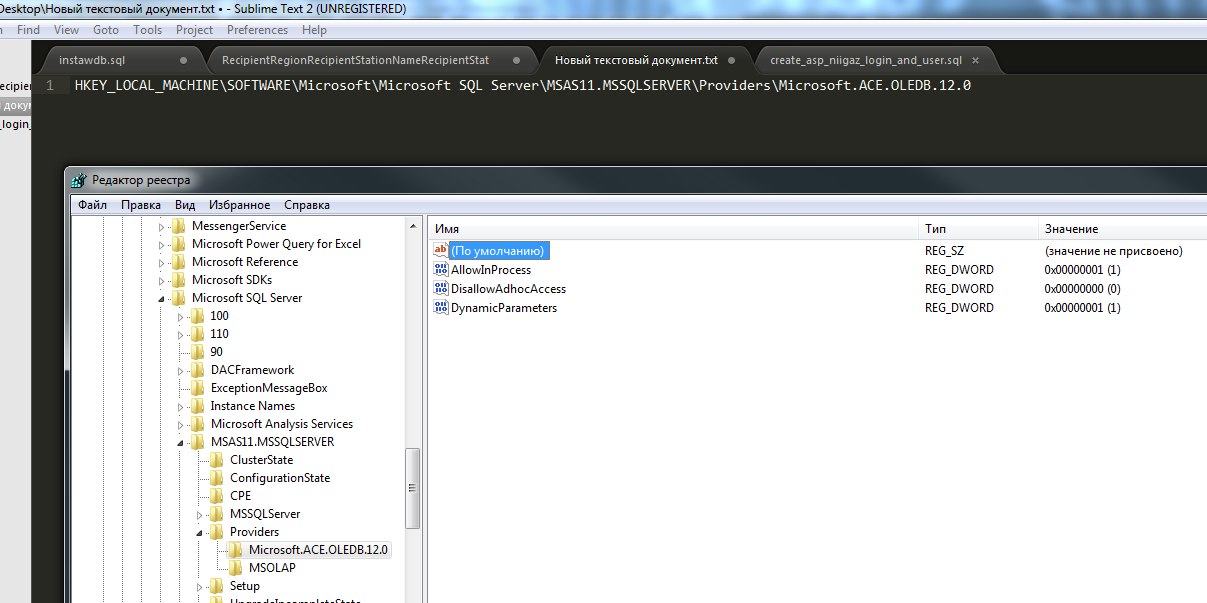 Desktop\Новый текстовый документ.txt • - Sublime Text 2 (UNREGISTERED)
Find View Goto Tools Project Preferences Help
instawdb.sql RecipientRegionRecipientStationNameRecipientStat Новый текстовый документ.txt create_asp_niigaz_login_and_user.sql ×
1 HKEY_LOCAL_MACHINE\SOFTWARE\Microsoft\Microsoft SQL Server\MSAS11.MSSQLSERVER\Providers\Microsoft.ACE.OLEDB.12.0
ecipien
докум
_login_
Редактор реестра
Файл Правка Вид Избранное Справка
MessengerService
Microsoft Power Query for Excel
Microsoft Reference
Microsoft SDKs
Microsoft SQL Server
100
110
90
DACFramework
ExceptionMessageBox
Instance Names
Microsoft Analysis Services
MSAS11.MSSQLSERVER
ClusterState
ConfigurationState
CPE
MSSQLServer
Providers
Microsoft.ACE.OLEDB.12.0
MSOLAP
Setup
UpgradeIncompleteState
Имя Тип Значение
(По умолчанию) REG_SZ (значение не присвоено)
AllowInProcess REG_DWORD 0x00000001 (1)
DisallowAdhocAccess REG_DWORD 0x00000000 (0)
DynamicParameters REG_DWORD 0x00000001 (1)